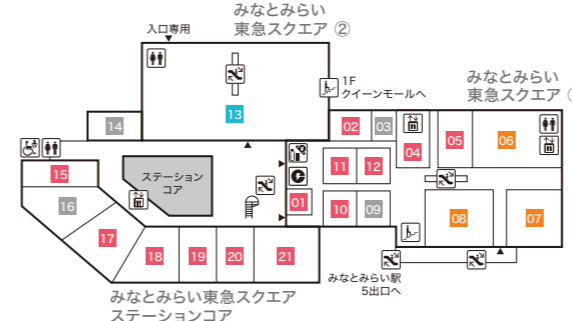 みなとみらい
東急スクエア ②
入口専用
1F
クイーンモールへ
みなとみらい
東急スクエア
13
14
02
03
04
05
06
15
ステーション
コア
11
12
16
01
10
09
08
07
17
18
19
20
21
みなとみらい駅
5出口へ
みなとみらい東急スクエア
ステーションコア